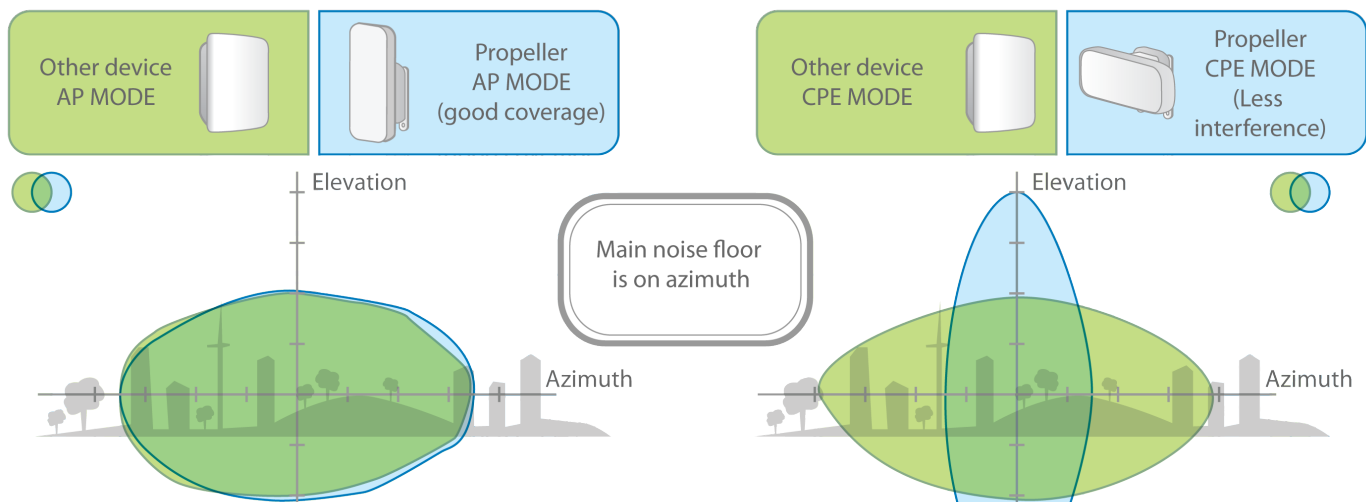 Other device
AP MODE
Propeller
AP MODE
(good coverage)
Other device
CPE MODE
Propeller
CPE MODE
(Less
interference)
Elevation
Azimuth
Main noise floor
is on azimuth
Elevation
Azimuth